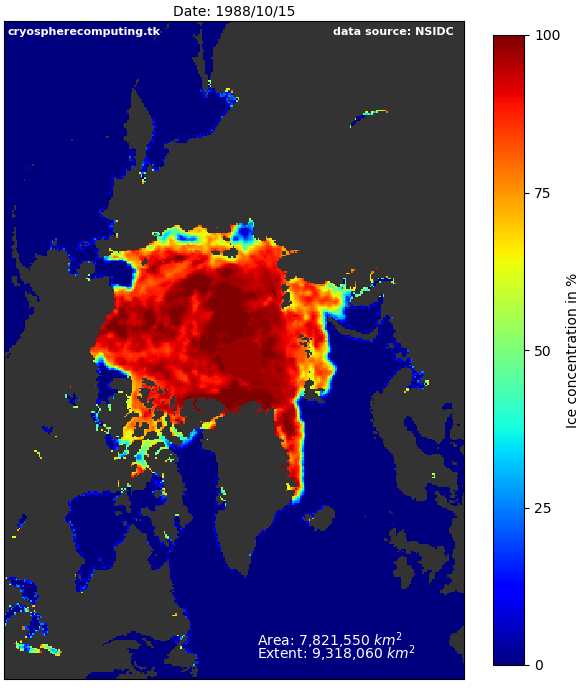 Date: 1988/10/15
cryospherecomputing.tk data source: NSIDC
100
75
50
25
0
Ice concentration in %
Area: 7,821,550 km²
Extent: 9,318,060 km²